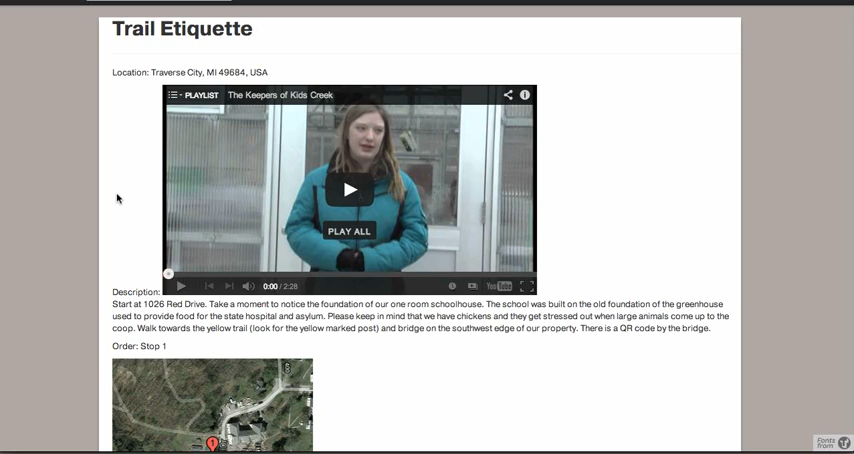 Trail Etiquette
Location: Traverse City, MI 49684, USA
PLAYLIST The Keepers of Kids Creek
PLAY ALL
0:00 / 2:28
YouTube
Description:
Start at 1026 Red Drive. Take a moment to notice the foundation of our one room schoolhouse. The school was built on the old foundation of the greenhouse
used to provide food for the state hospital and asylum. Please keep in mind that we have chickens and they get stressed out when large animals come up to the
coop. Walk towards the yellow trail (look for the yellow marked post) and bridge on the southwest edge of our property. There is a QR code by the bridge.
Order: Stop 1
1
Fonts
from